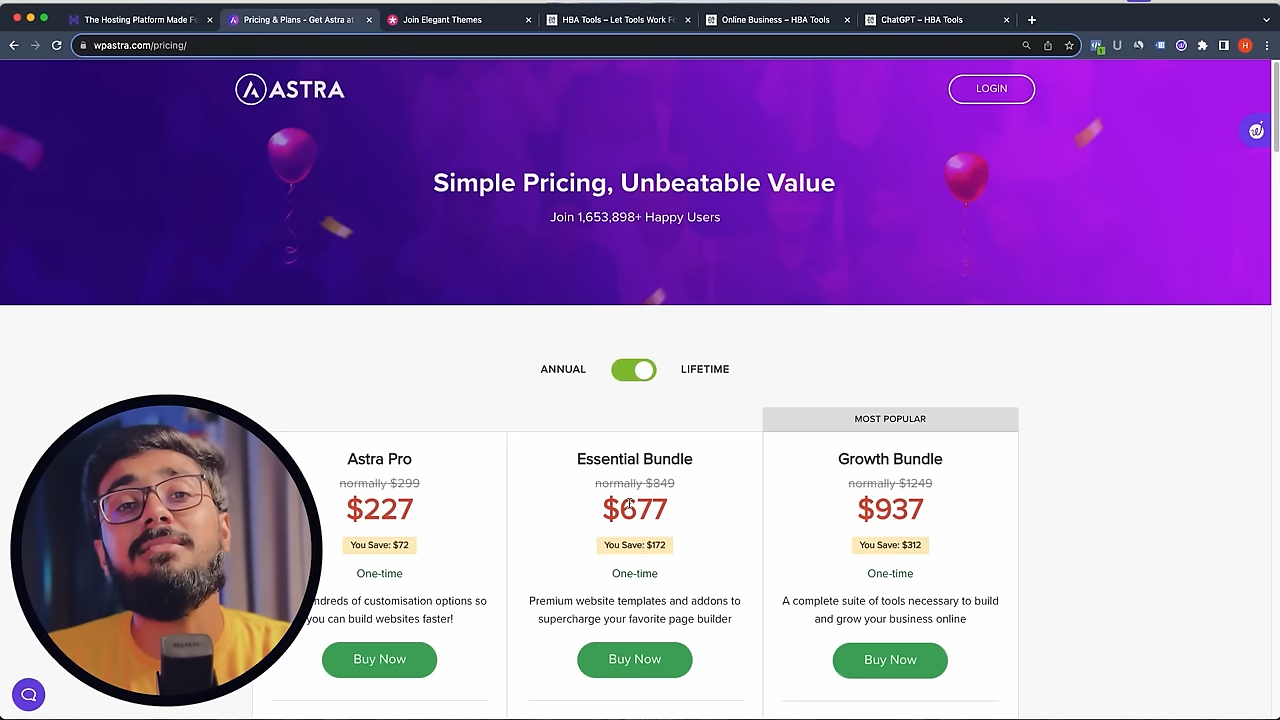 The Hosting Platform Made Fo
Pricing & Plans - Get Astra at
Join Elegant Themes
HBA Tools – Let Tools Work Fo
Online Business – HBA Tools
ChatGPT – HBA Tools
wpastra.com/pricing/
H
ASTRA
LOGIN
Simple Pricing, Unbeatable Value
Join 1,653,898+ Happy Users
ANNUAL
LIFETIME
MOST POPULAR
Astra Pro
normally $299
$227
You Save: $72
One-time
ndreds of customisation options so
you can build websites faster!
Buy Now
Essential Bundle
normally $849
$677
You Save: $172
One-time
Premium website templates and addons to
supercharge your favorite page builder
Buy Now
Growth Bundle
normally $1249
$937
You Save: $312
One-time
A complete suite of tools necessary to build
and grow your business online
Buy Now